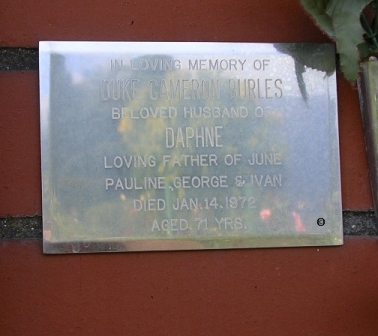 IN LOVING MEMORY OF
DUKE CAMERON BURLES
BELOVED HUSBAND OF
DAPHNE
LOVING FATHER OF JUNE
PAULINE, GEORGE & IVAN
DIED JAN. 14. 1972
AGED 71 YRS.